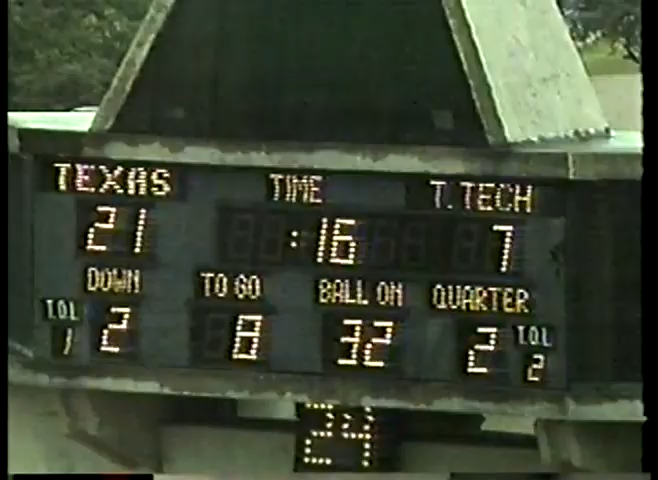 TEXAS TIME T. TECH
21 :16 7
DOWN TO GO BALL ON QUARTER
T.O.L 2 8 32 2 T.O.L
1 2
24